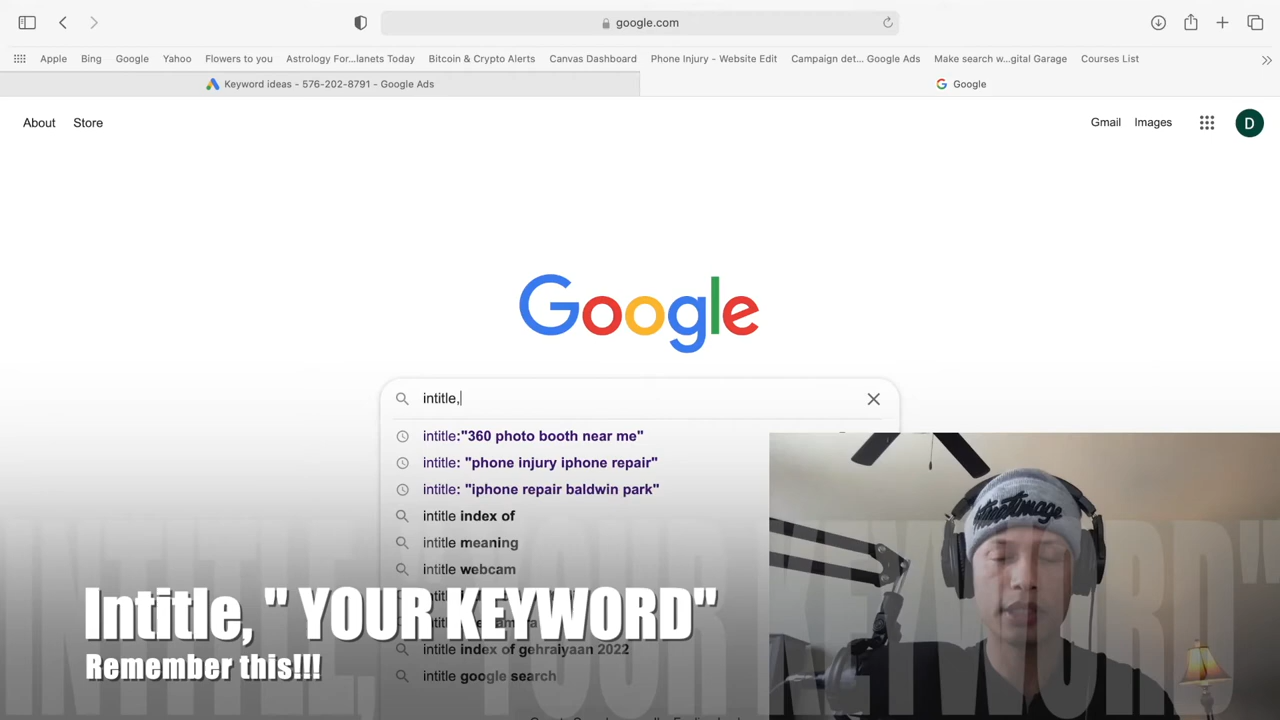 google.com
Apple
Bing
Google
Yahoo
Flowers to you
Astrology For...lanets Today
Bitcoin & Crypto Alerts
Canvas Dashboard
Phone Injury - Website Edit
Campaign det... Google Ads
Make search w...gital Garage
Courses List
Keyword ideas - 576-202-8791 - Google Ads
Google
About
Store
Gmail
Images
D
Google
intitle,
intitle:"360 photo booth near me"
intitle: "phone injury iphone repair"
intitle: "iphone repair baldwin park"
intitle index of
intitle meaning
intitle webcam
intitle index of gehraiyaan 2022
intitle google search
Intitle, " YOUR KEYWORD"
Remember this!!!